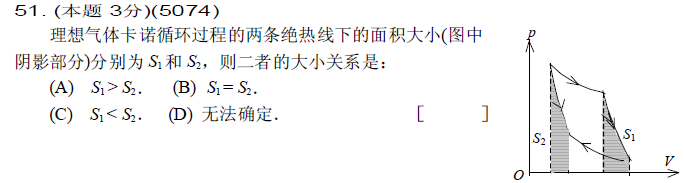 51. (本题 3分)(5074)
理想气体卡诺循环过程的两条绝热线下的面积大小(图中
阴影部分)分别为 S₁ 和 S₂，则二者的大小关系是：
(A) S₁ > S₂． (B) S₁ = S₂．
(C) S₁ < S₂． (D) 无法确定． [ ]
p
S₂
S₁
V
O